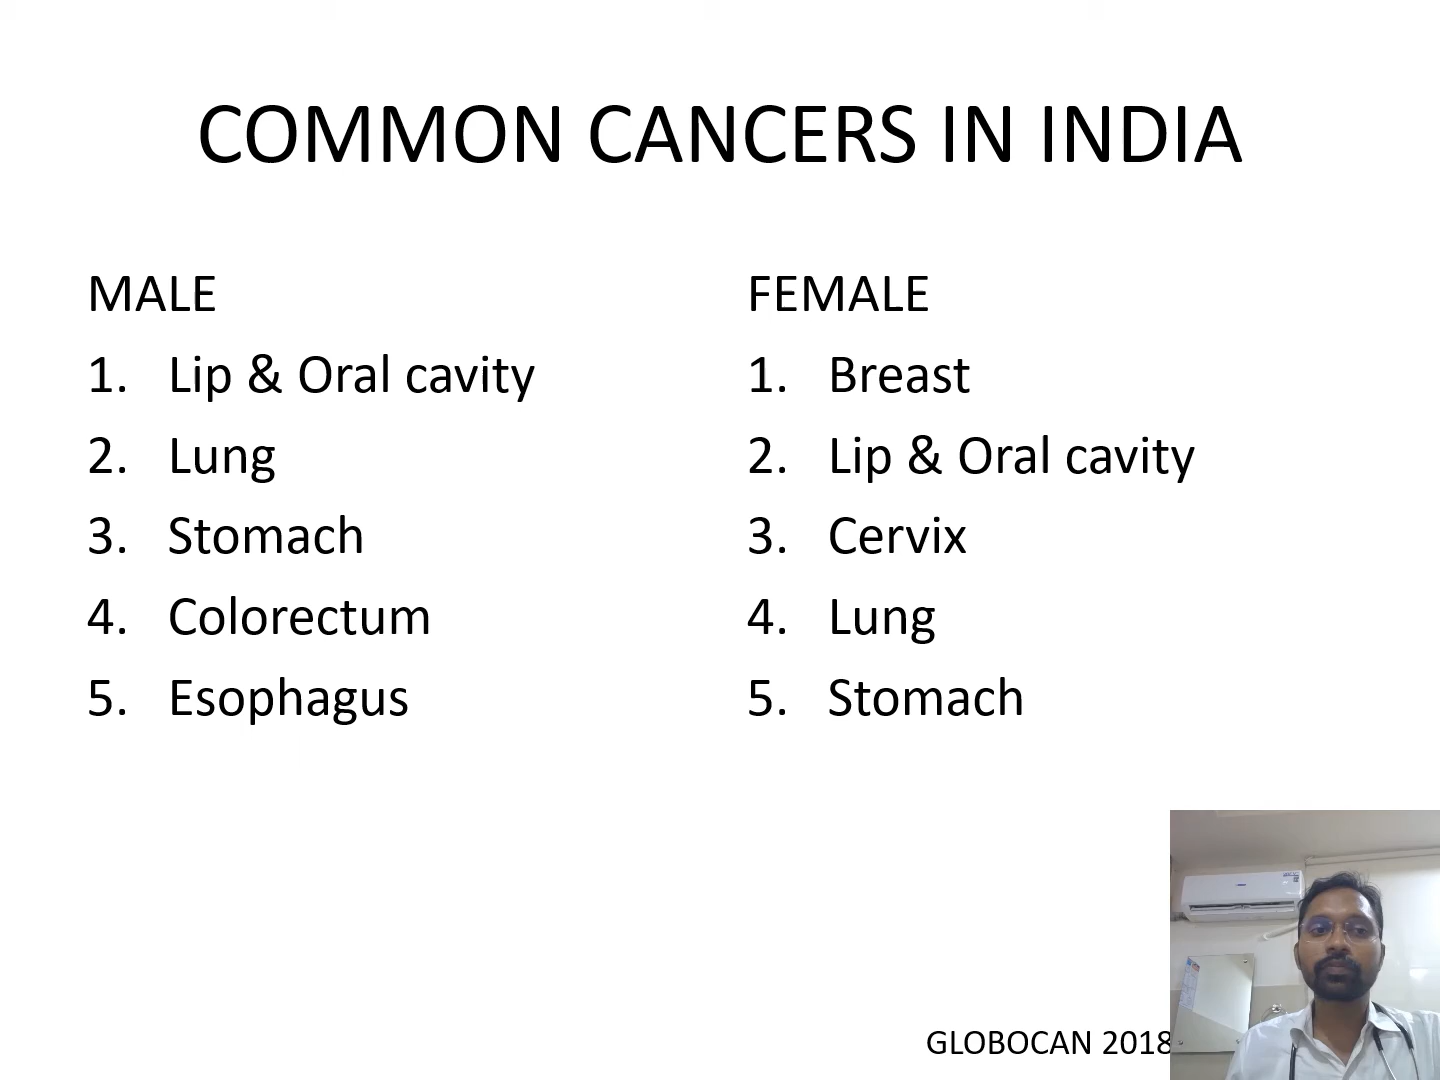 COMMON CANCERS IN INDIA
MALE
1. Lip & Oral cavity
2. Lung
3. Stomach
4. Colorectum
5. Esophagus
FEMALE
1. Breast
2. Lip & Oral cavity
3. Cervix
4. Lung
5. Stomach
GLOBOCAN 2018